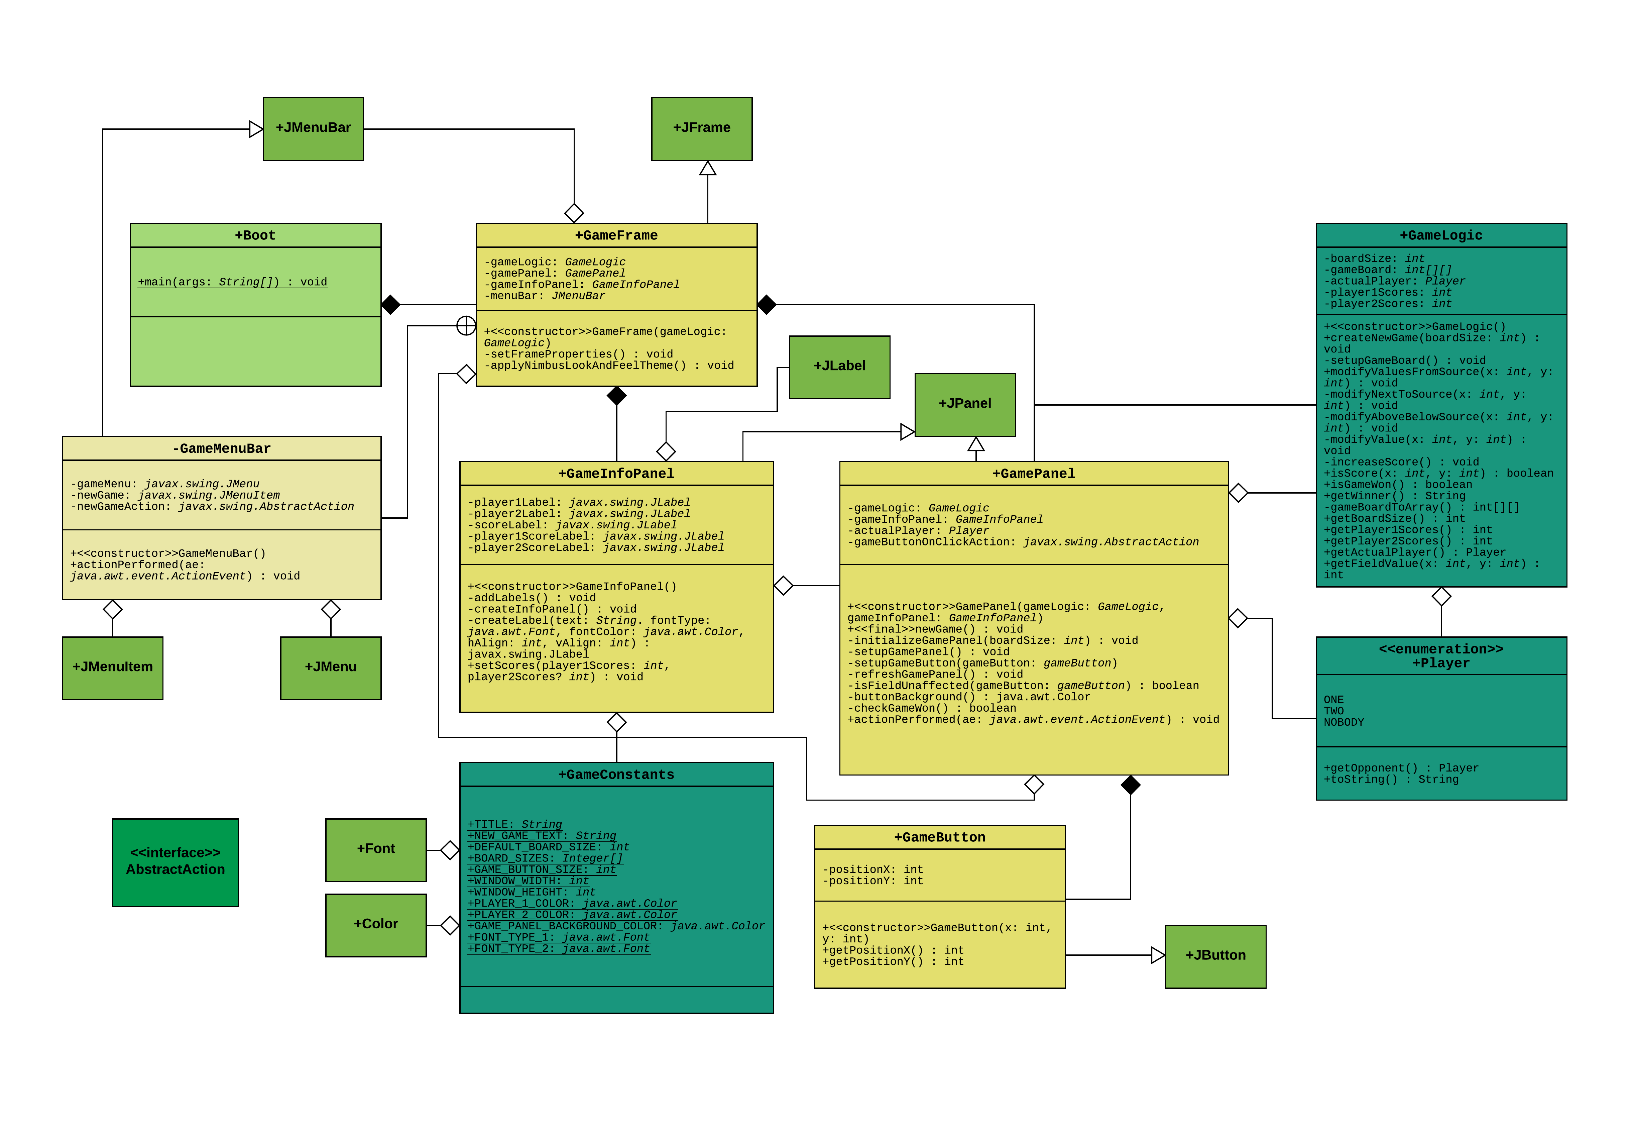 +JMenuBar
+JFrame
+Boot
+main(args: String[]) : void
+GameFrame
-gameLogic: GameLogic
-gamePanel: GamePanel
-gameInfoPanel: GameInfoPanel
-menuBar: JMenuBar
+<<constructor>>GameFrame(gameLogic:
GameLogic)
-setFrameProperties() : void
-applyNimbusLookAndFeelTheme() : void
+GameLogic
-boardSize: int
-gameBoard: int[][]
-actualPlayer: Player
-player1Scores: int
-player2Scores: int
+<<constructor>>GameLogic()
+createNewGame(boardSize: int) :
void
-setupGameBoard() : void
+modifyValuesFromSource(x: int, y:
int) : void
-modifyNextToSource(x: int, y:
int) : void
-modifyAboveBelowSource(x: int, y:
int) : void
-modifyValue(x: int, y: int) :
void
-increaseScore() : void
+isScore(x: int, y: int) : boolean
+isGameWon() : boolean
+getWinner() : String
-gameBoardToArray() : int[][]
+getBoardSize() : int
+getPlayer1Scores() : int
+getPlayer2Scores() : int
+getActualPlayer() : Player
+getFieldValue(x: int, y: int) :
int
+JLabel
+JPanel
-GameMenuBar
-gameMenu: javax.swing.JMenu
-newGame: javax.swing.JMenuItem
-newGameAction: javax.swing.AbstractAction
+<<constructor>>GameMenuBar()
+actionPerformed(ae:
java.awt.event.ActionEvent) : void
+JMenuItem
+JMenu
+GameInfoPanel
-player1Label: javax.swing.JLabel
-player2Label: javax.swing.JLabel
-scoreLabel: javax.swing.JLabel
-player1ScoreLabel: javax.swing.JLabel
-player2ScoreLabel: javax.swing.JLabel
+<<constructor>>GameInfoPanel()
-addLabels() : void
-createInfoPanel() : void
-createLabel(text: String. fontType:
java.awt.Font, fontColor: java.awt.Color,
hAlign: int, vAlign: int) :
javax.swing.JLabel
+setScores(player1Scores: int,
player2Scores? int) : void
+GamePanel
-gameLogic: GameLogic
-gameInfoPanel: GameInfoPanel
-actualPlayer: Player
-gameButtonOnClickAction: javax.swing.AbstractAction
+<<constructor>>GamePanel(gameLogic: GameLogic,
gameInfoPanel: GameInfoPanel)
+<<final>>newGame() : void
-initializeGamePanel(boardSize: int) : void
-setupGamePanel() : void
-setupGameButton(gameButton: gameButton)
-refreshGamePanel() : void
-isFieldUnaffected(gameButton: gameButton) : boolean
-buttonBackground() : java.awt.Color
-checkGameWon() : boolean
+actionPerformed(ae: java.awt.event.ActionEvent) : void
<<enumeration>>
+Player
ONE
TWO
NOBODY
+getOpponent() : Player
+toString() : String
+GameConstants
+TITLE: String
+NEW_GAME_TEXT: String
+DEFAULT_BOARD_SIZE: int
+BOARD_SIZES: Integer[]
+GAME_BUTTON_SIZE: int
+WINDOW_WIDTH: int
+WINDOW_HEIGHT: int
+PLAYER_1_COLOR: java.awt.Color
+PLAYER_2_COLOR: java.awt.Color
+GAME_PANEL_BACKGROUND_COLOR: java.awt.Color
+FONT_TYPE_1: java.awt.Font
+FONT_TYPE_2: java.awt.Font
<<interface>>
AbstractAction
+Font
+Color
+GameButton
-positionX: int
-positionY: int
+<<constructor>>GameButton(x: int,
y: int)
+getPositionX() : int
+getPositionY() : int
+JButton